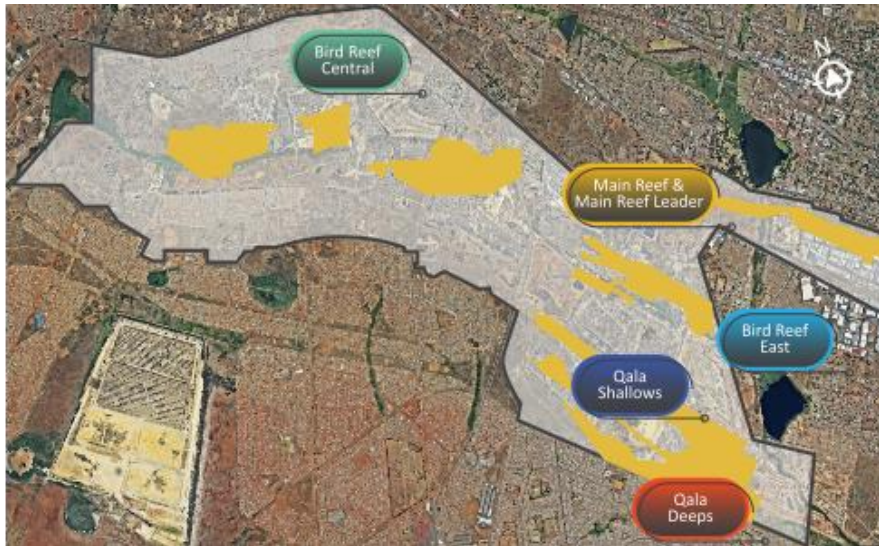 Bird Reef
Central
N
Main Reef &
Main Reef Leader
Bird Reef
East
Qala
Shallows
Qala
Deeps